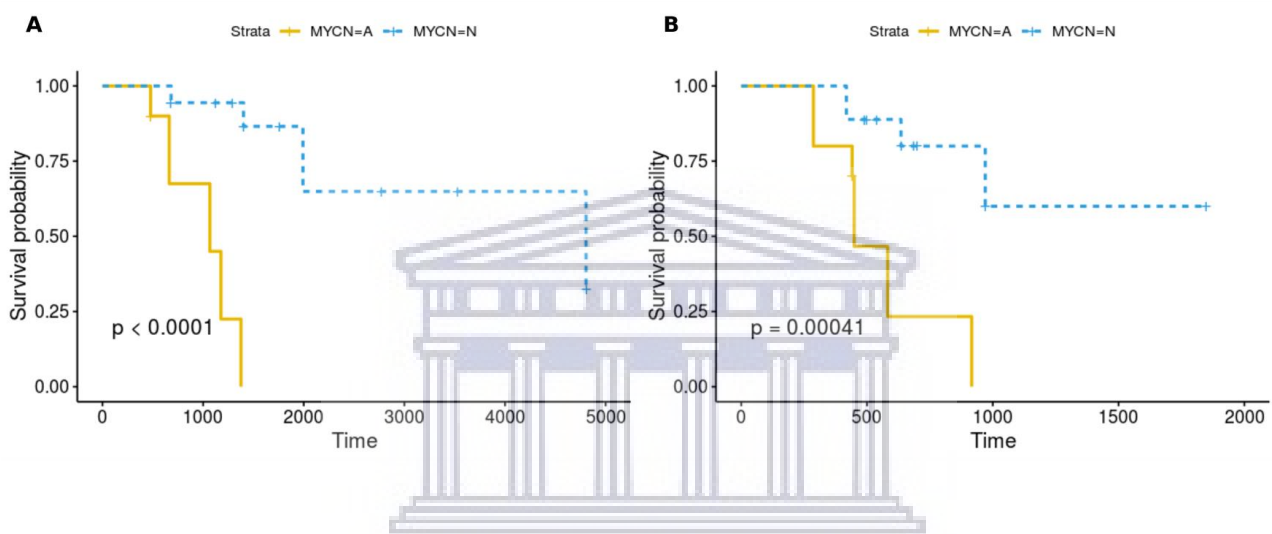 A
Strata MYCN=A MYCN=N
Survival probability
1.00
0.75
0.50
0.25
0.00
p < 0.0001
0 1000 2000 3000 4000 5000
Time
B
Strata MYCN=A MYCN=N
Survival probability
1.00
0.75
0.50
0.25
0.00
p = 0.00041
0 500 1000 1500 2000
Time